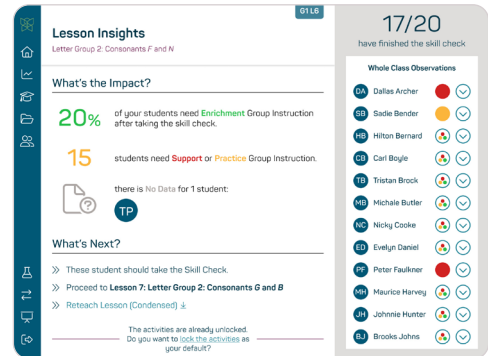 G1 L6
Lesson Insights
Letter Group 2: Consonants F and N
What's the Impact?
20%
of your students need Enrichment Group Instruction
after taking the skill check.
15
students need Support or Practice Group Instruction.
there is No Data for 1 student:
TP
What's Next?
These student should take the Skill Check.
Proceed to Lesson 7: Letter Group 2: Consonants G and B
Reteach Lesson (Condensed)
The activities are already unlocked.
Do you want to lock the activities as
your default?
17/20
have finished the skill check
Whole Class Observations
DA Dallas Archer
SB Sadie Bender
HB Hilton Bernard
CB Carl Boyle
TB Tristan Brock
MB Michale Butler
NC Nicky Cooke
ED Evelyn Daniel
PF Peter Faulkner
MH Maurice Harvey
JH Johnnie Hunter
BJ Brooks Johns